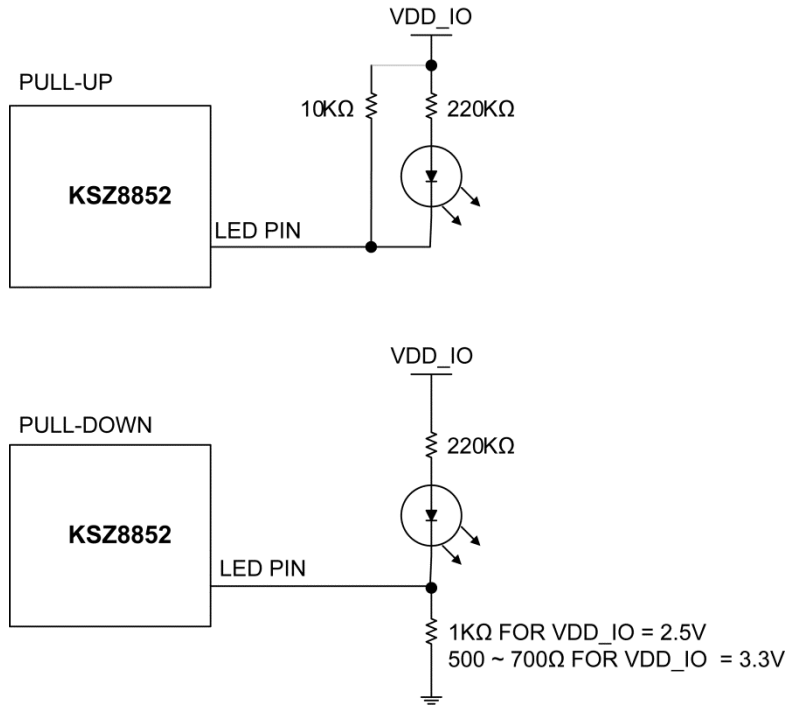 VDD_IO
PULL-UP
10KΩ
220KΩ
KSZ8852
LED PIN
VDD_IO
PULL-DOWN
220KΩ
KSZ8852
LED PIN
1KΩ FOR VDD_IO = 2.5V
500 ~ 700Ω FOR VDD_IO = 3.3V